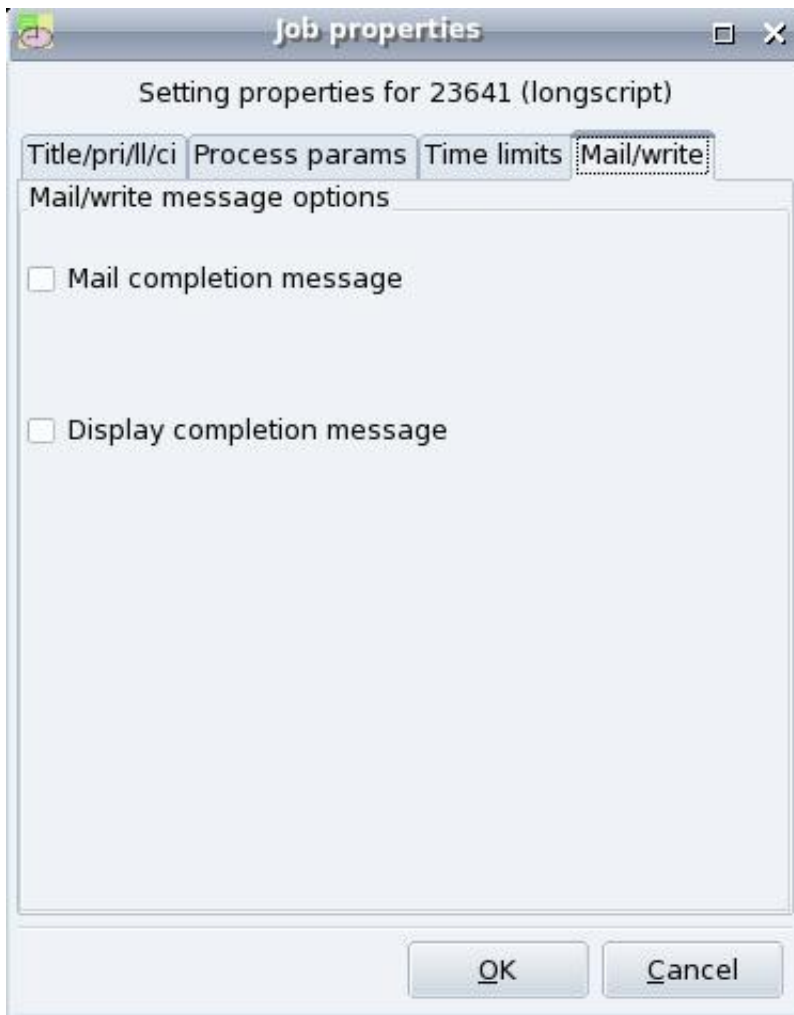 Job properties
Setting properties for 23641 (longscript)
Title/pri/ll/ci Process params Time limits Mail/write
Mail/write message options
Mail completion message
Display completion message
OK Cancel